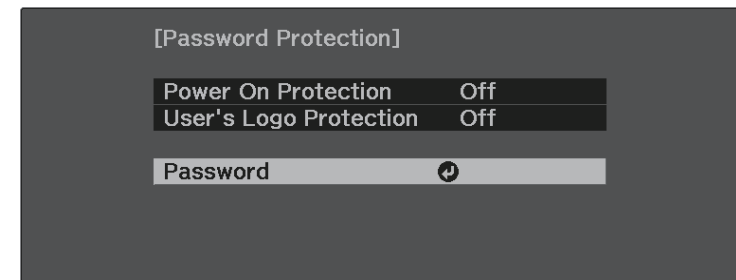 [Password Protection]
Power On Protection Off
User's Logo Protection Off
Password